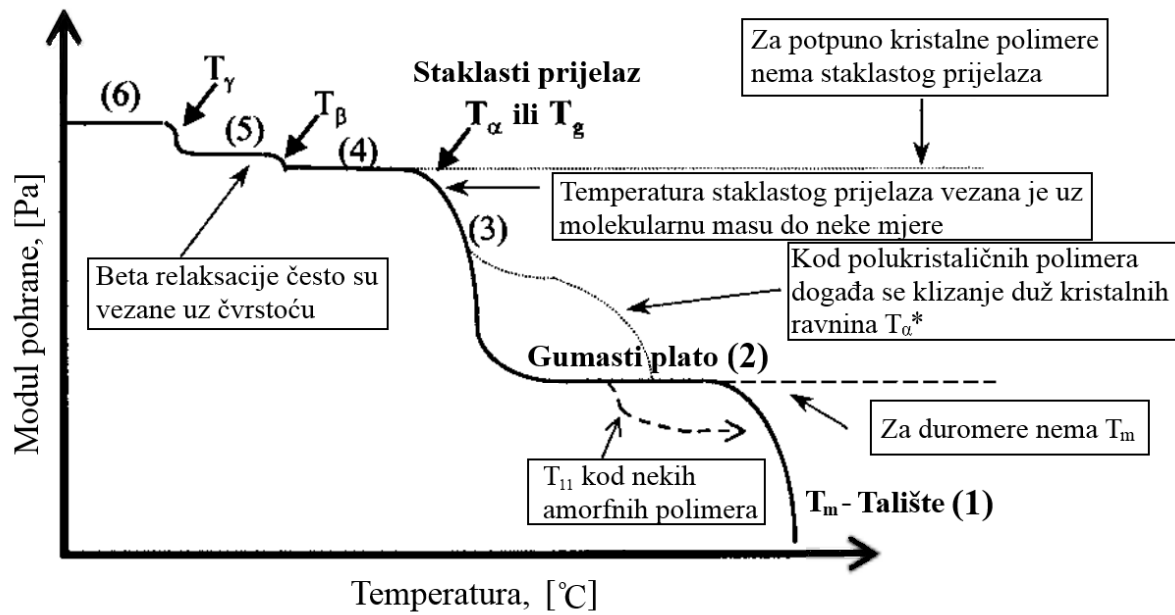 Za potpuno kristalne polimere
nema staklastog prijelaza
Staklasti prijelaz
Tα ili Tg
(6)
Tγ
(5)
Tβ
(4)
Temperatura staklastog prijelaza vezana je uz
molekularnu masu do neke mjere
(3)
Beta relaksacije često su
vezane uz čvrstoću
Kod polukristaličnih polimera
događa se klizanje duž kristalnih
ravnina Tα*
Gumasti plato (2)
Za duromere nema Tm
T11 kod nekih
amorfnih polimera
Tm - Talište (1)
Modul pohrane, [Pa]
Temperatura, [°C]